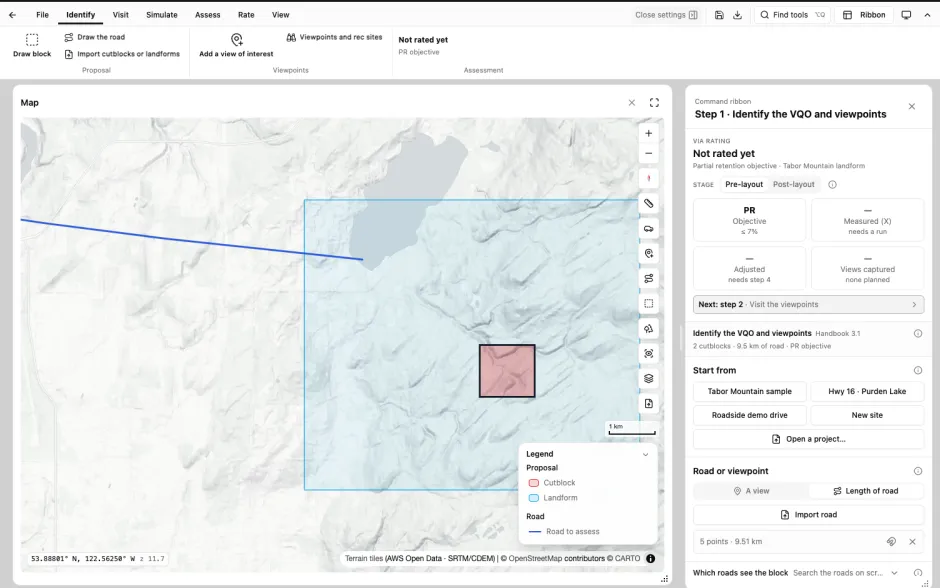 File Identify Visit Simulate Assess Rate View Close settings Find tools ⌥Q Ribbon
Draw block
Draw the road
Import cutblocks or landforms
Proposal
Add a view of interest
Viewpoints and rec sites
Viewpoints
Not rated yet
PR objective
Assessment
Map
1 km
Legend
Proposal
Cutblock
Landform
Road
Road to assess
53.88801° N, 122.56250° W z 11.7
Terrain tiles (AWS Open Data · SRTM/CDEM) | © OpenStreetMap contributors © CARTO
Command ribbon
Step 1 · Identify the VQO and viewpoints
VIA RATING
Not rated yet
Partial retention objective · Tabor Mountain landform
STAGE Pre-layout Post-layout
PR
Objective
≤ 7%
—
Measured (X)
needs a run
—
Adjusted
needs step 4
—
Views captured
none planned
Next: step 2 · Visit the viewpoints
Identify the VQO and viewpoints Handbook 3.1
2 cutblocks · 9.5 km of road · PR objective
Start from
Tabor Mountain sample
Hwy 16 · Purden Lake
Roadside demo drive
New site
Open a project...
Road or viewpoint
A view
Length of road
Import road
5 points · 9.51 km
Which roads see the block Search the roads on scr...